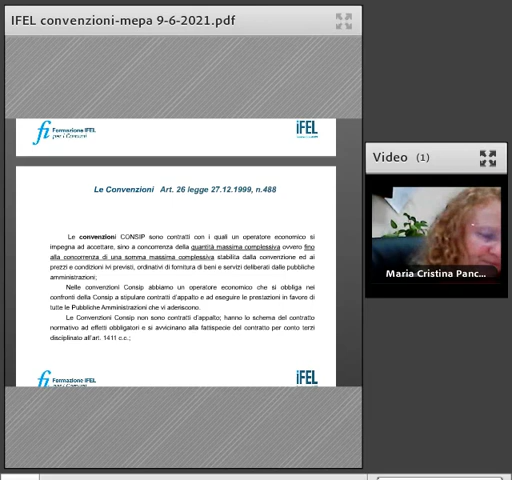 IFEL convenzioni-mepa 9-6-2021.pdf
Formazione IFEL
per i Comuni
iFEL
Video (1)
Maria Cristina Panc...
Le Convenzioni Art. 26 legge 27.12.1999, n.488
Le convenzioni CONSIP sono contratti con i quali un operatore economico si
impegna ad accettare, sino a concorrenza della quantità massima complessiva ovvero fino
alla concorrenza di una somma massima complessiva stabilita dalla convenzione ed ai
prezzi e condizioni ivi previsti, ordinativi di fornitura di beni e servizi deliberati dalle pubbliche
amministrazioni;
Nelle convenzioni Consip abbiamo un operatore economico che si obbliga nei
confronti della Consip a stipulare contratti d'appalto e ad eseguire le prestazioni in favore di
tutte le Pubbliche Amministrazioni che vi aderiscono.
Le Convenzioni Consip non sono contratti d'appalto; hanno lo schema del contratto
normativo ad effetti obbligatori e si avvicinano alla fattispecie del contratto per conto terzi
disciplinato all'art. 1411 c.c.;
Formazione IFEL
iFEL